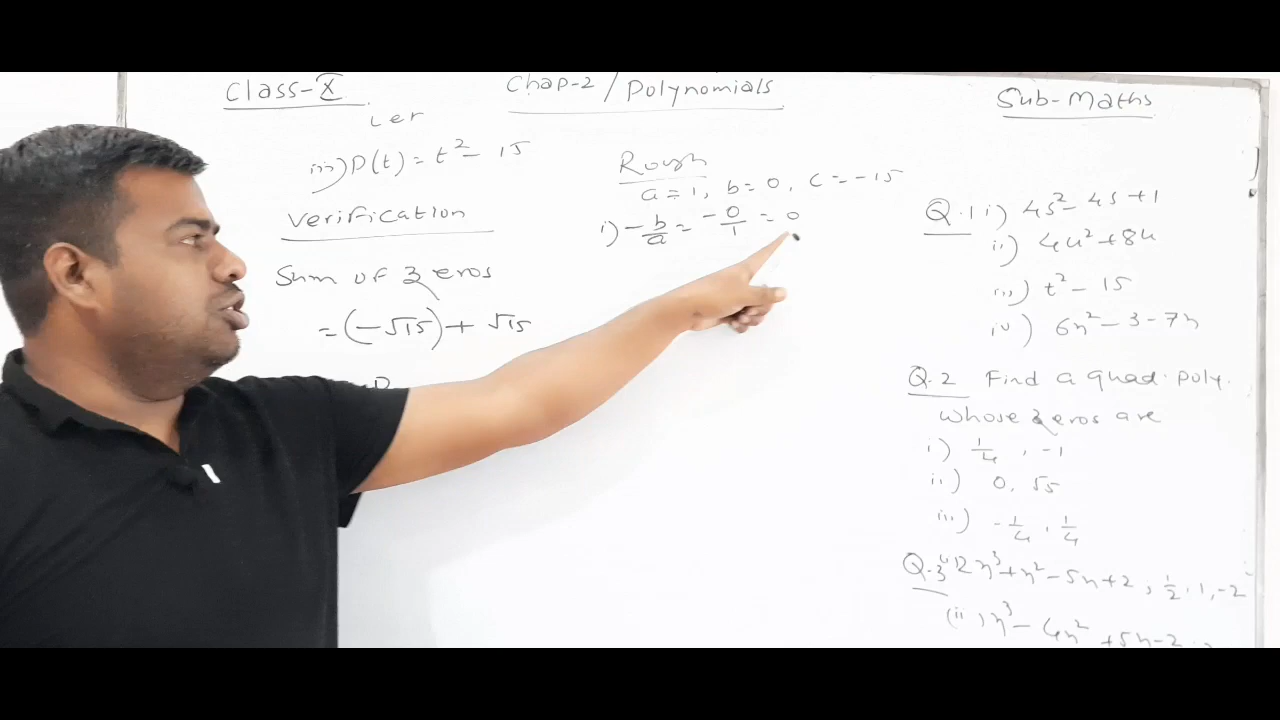 Class-X
Chap-2 / Polynomials
Sub-Maths
Let
iii) P(t) = t² - 15
Verification
Sum of Zeros
= (-√15) + √15
Rough
a = 1, b = 0, c = -15
i) -b/a = -0/1 = 0
Q.1 i) 4s² - 4s + 1
ii) 4u² + 8u
iii) t² - 15
iv) 6x² - 3 - 7x
Q.2 Find a quad. poly.
whose Zeros are
i) 1/4, -1
ii) 0, √5
iii) -1/4, 1/4
Q.3 2x³ + x² - 5x + 2, 1/2, 1, -2
(ii) x³ - 4x² + 5x - 2